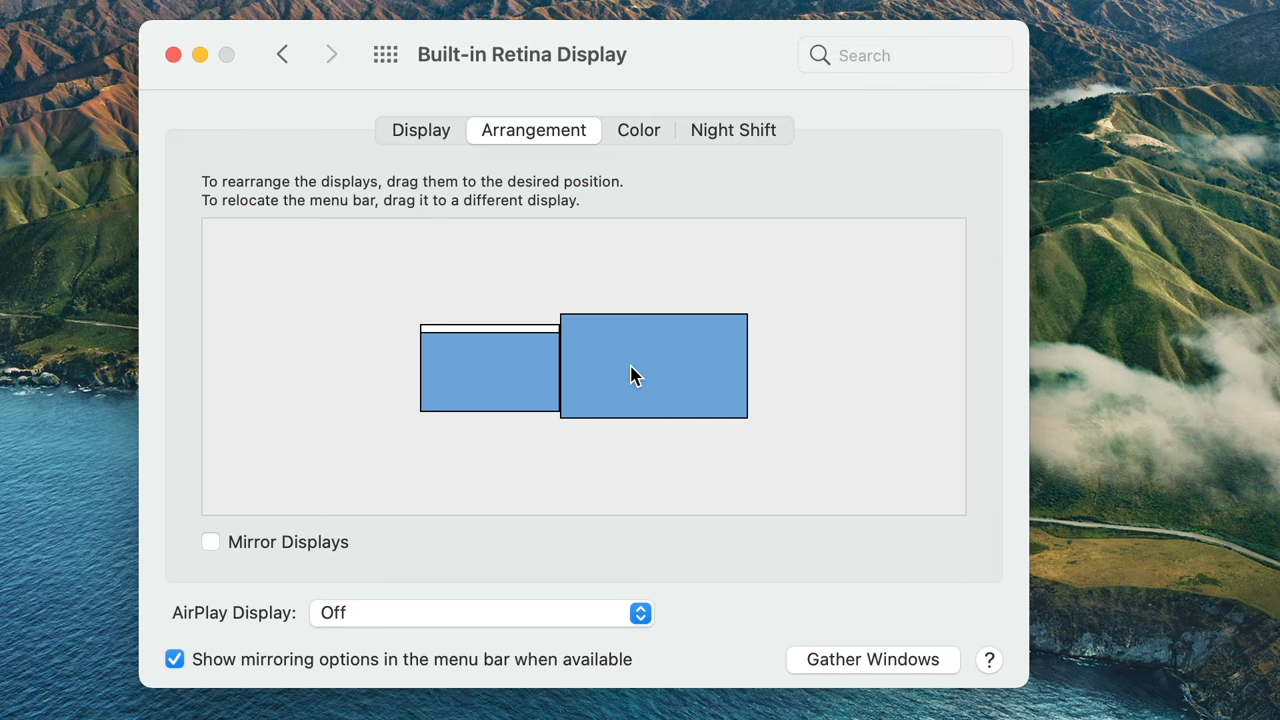 Built-in Retina Display
Search
Display
Arrangement
Color
Night Shift
To rearrange the displays, drag them to the desired position.
To relocate the menu bar, drag it to a different display.
Mirror Displays
AirPlay Display:
Off
Show mirroring options in the menu bar when available
Gather Windows
?